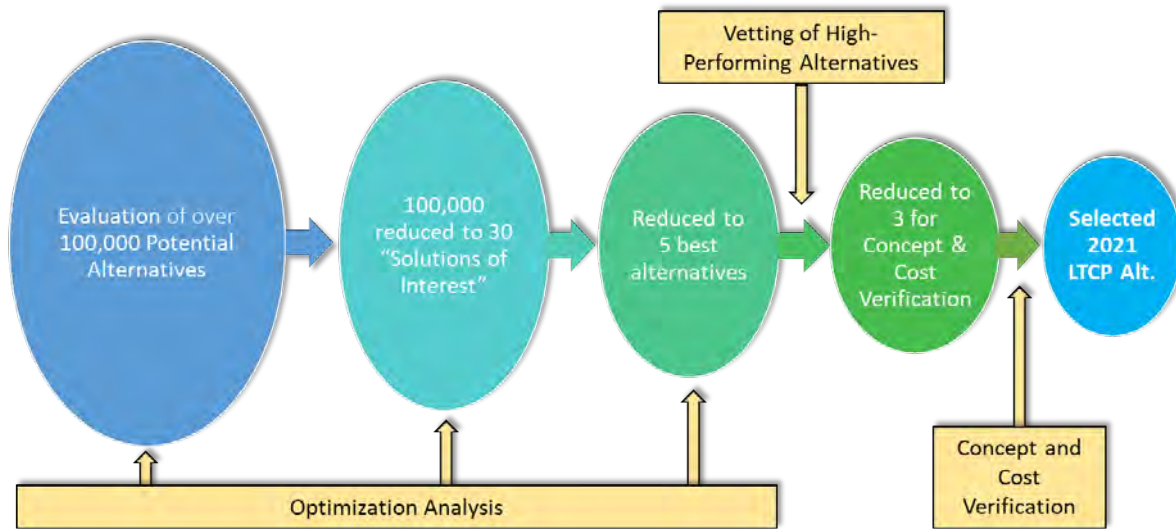 Vetting of High-
Performing Alternatives
Evaluation of over
100,000 Potential
Alternatives
100,000
reduced to 30
“Solutions of
Interest”
Reduced to
5 best
alternatives
Reduced to
3 for
Concept &
Cost
Verification
Selected
2021
LTCP Alt.
Optimization Analysis
Concept and
Cost
Verification